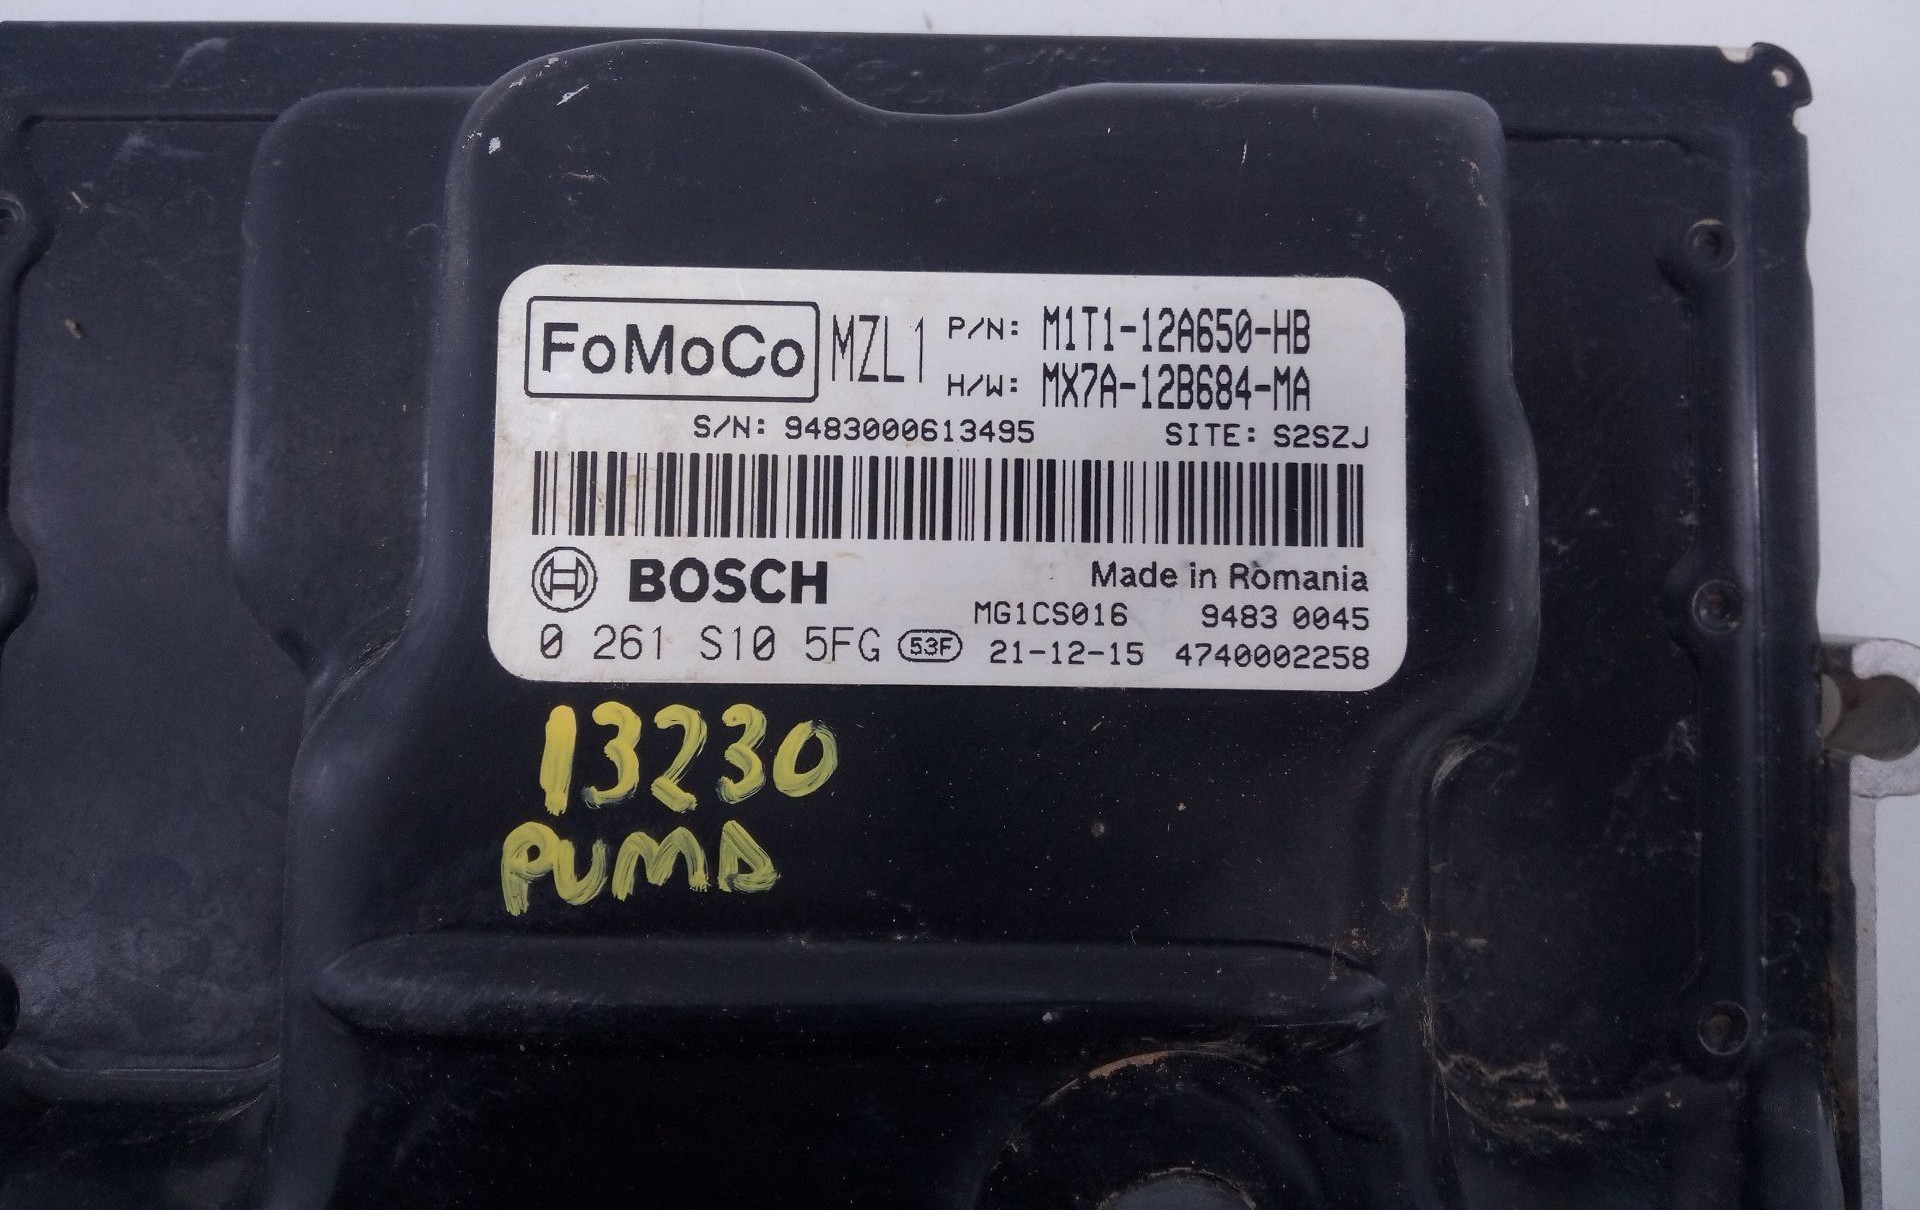 FoMoCo MZL1 P/N: M1T1-12A650-HB
H/W: MX7A-12B684-MA
S/N: 9483000613495 SITE: S2SZJ
BOSCH Made in Romania
MG1CS016 9483 0045
0 261 S10 5FG 53F 21-12-15 4740002258
13230
PUMA